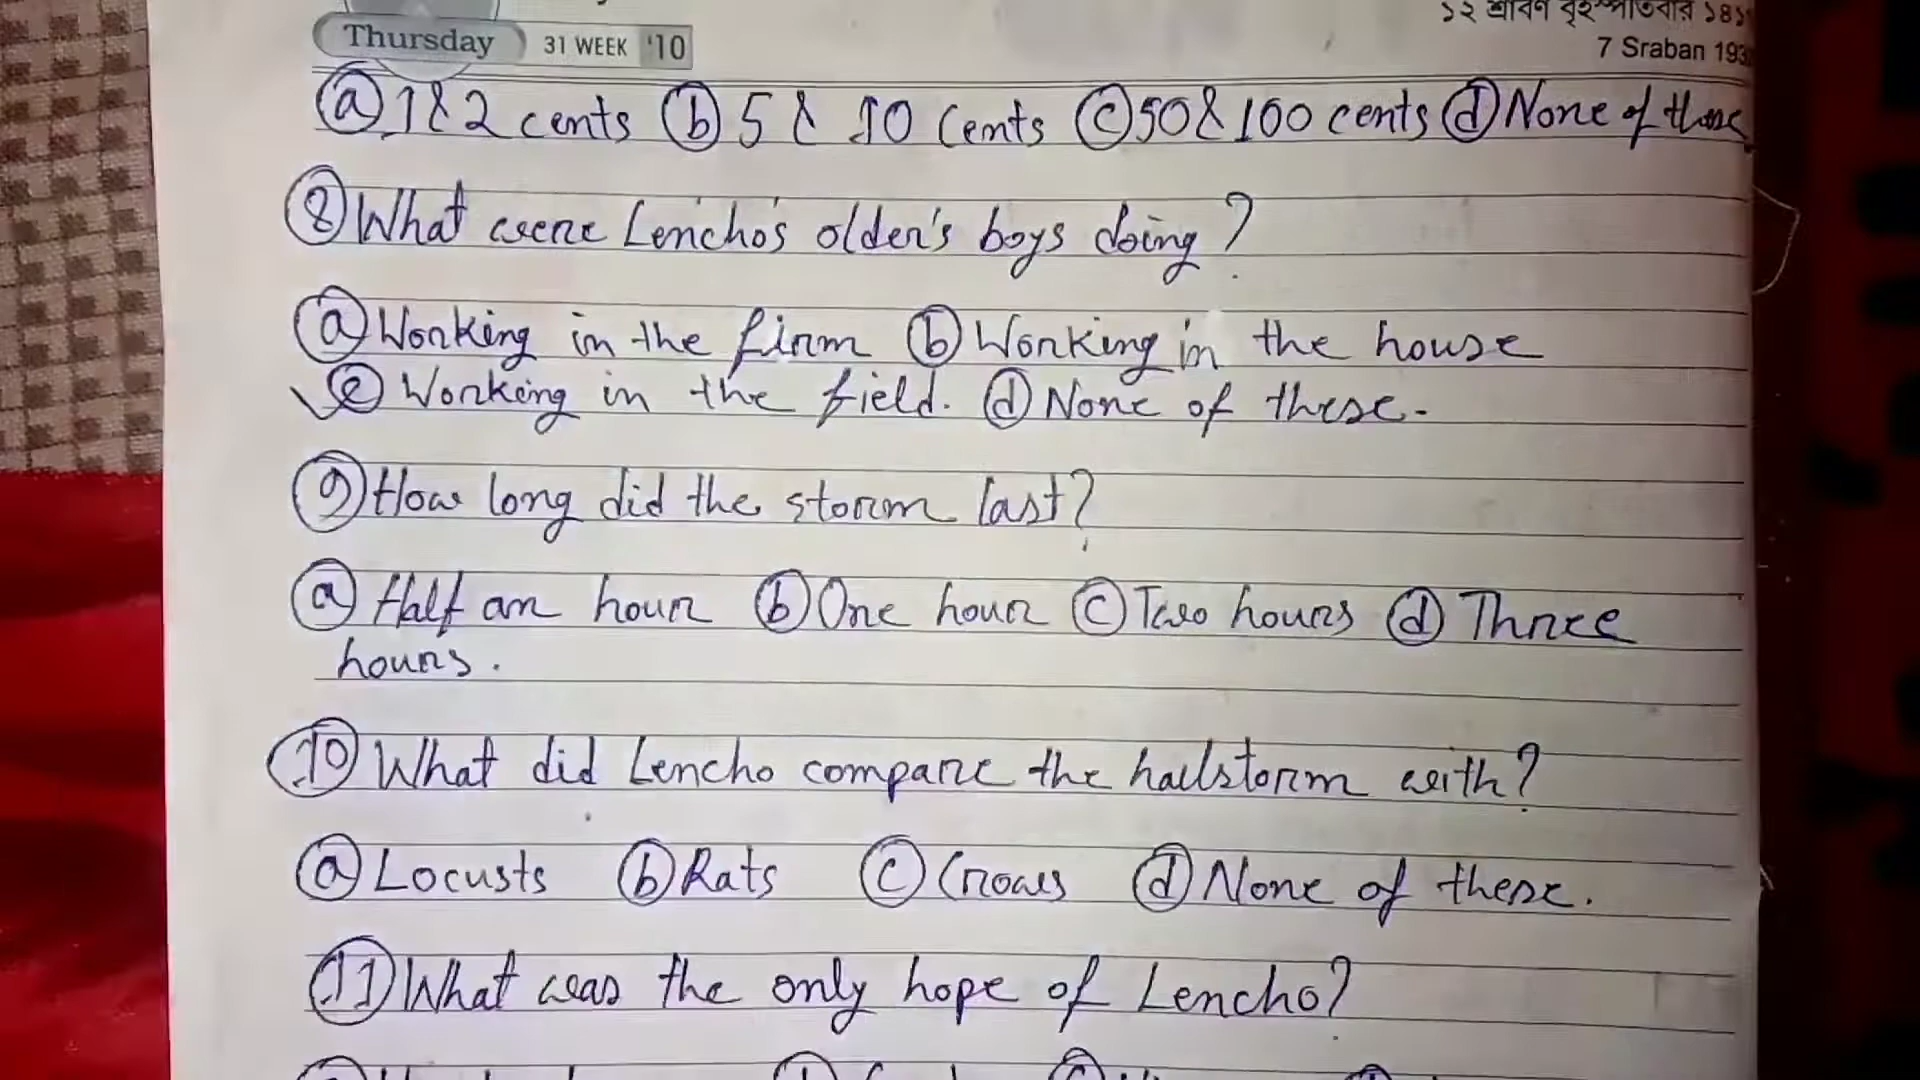 Thursday 31 WEEK '10
১২ শ্রাবণ বৃহস্পতিবার
7 Sraban
ⓐ 1 & 2 cents ⓑ 5 & 10 Cents ⓒ 50 & 100 cents ⓓ None of these
⑧ What were Lencho's older's boys doing?
ⓐ Working in the firm ⓑ Working in the house
ⓒ Working in the field. ⓓ None of these.
⑨ How long did the storm last?
ⓐ Half an hour ⓑ One hour ⓒ Two hours ⓓ Three
hours.
⑩ What did Lencho compare the hailstorm with?
ⓐ Locusts ⓑ Rats ⓒ Crows ⓓ None of these.
⑪ What was the only hope of Lencho?